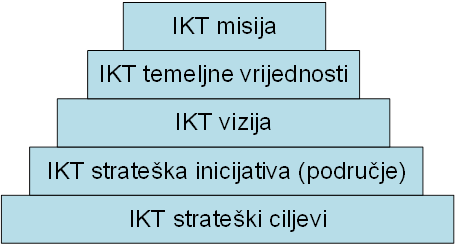 IKT misija
IKT temeljne vrijednosti
IKT vizija
IKT strateška inicijativa (područje)
IKT strateški ciljevi